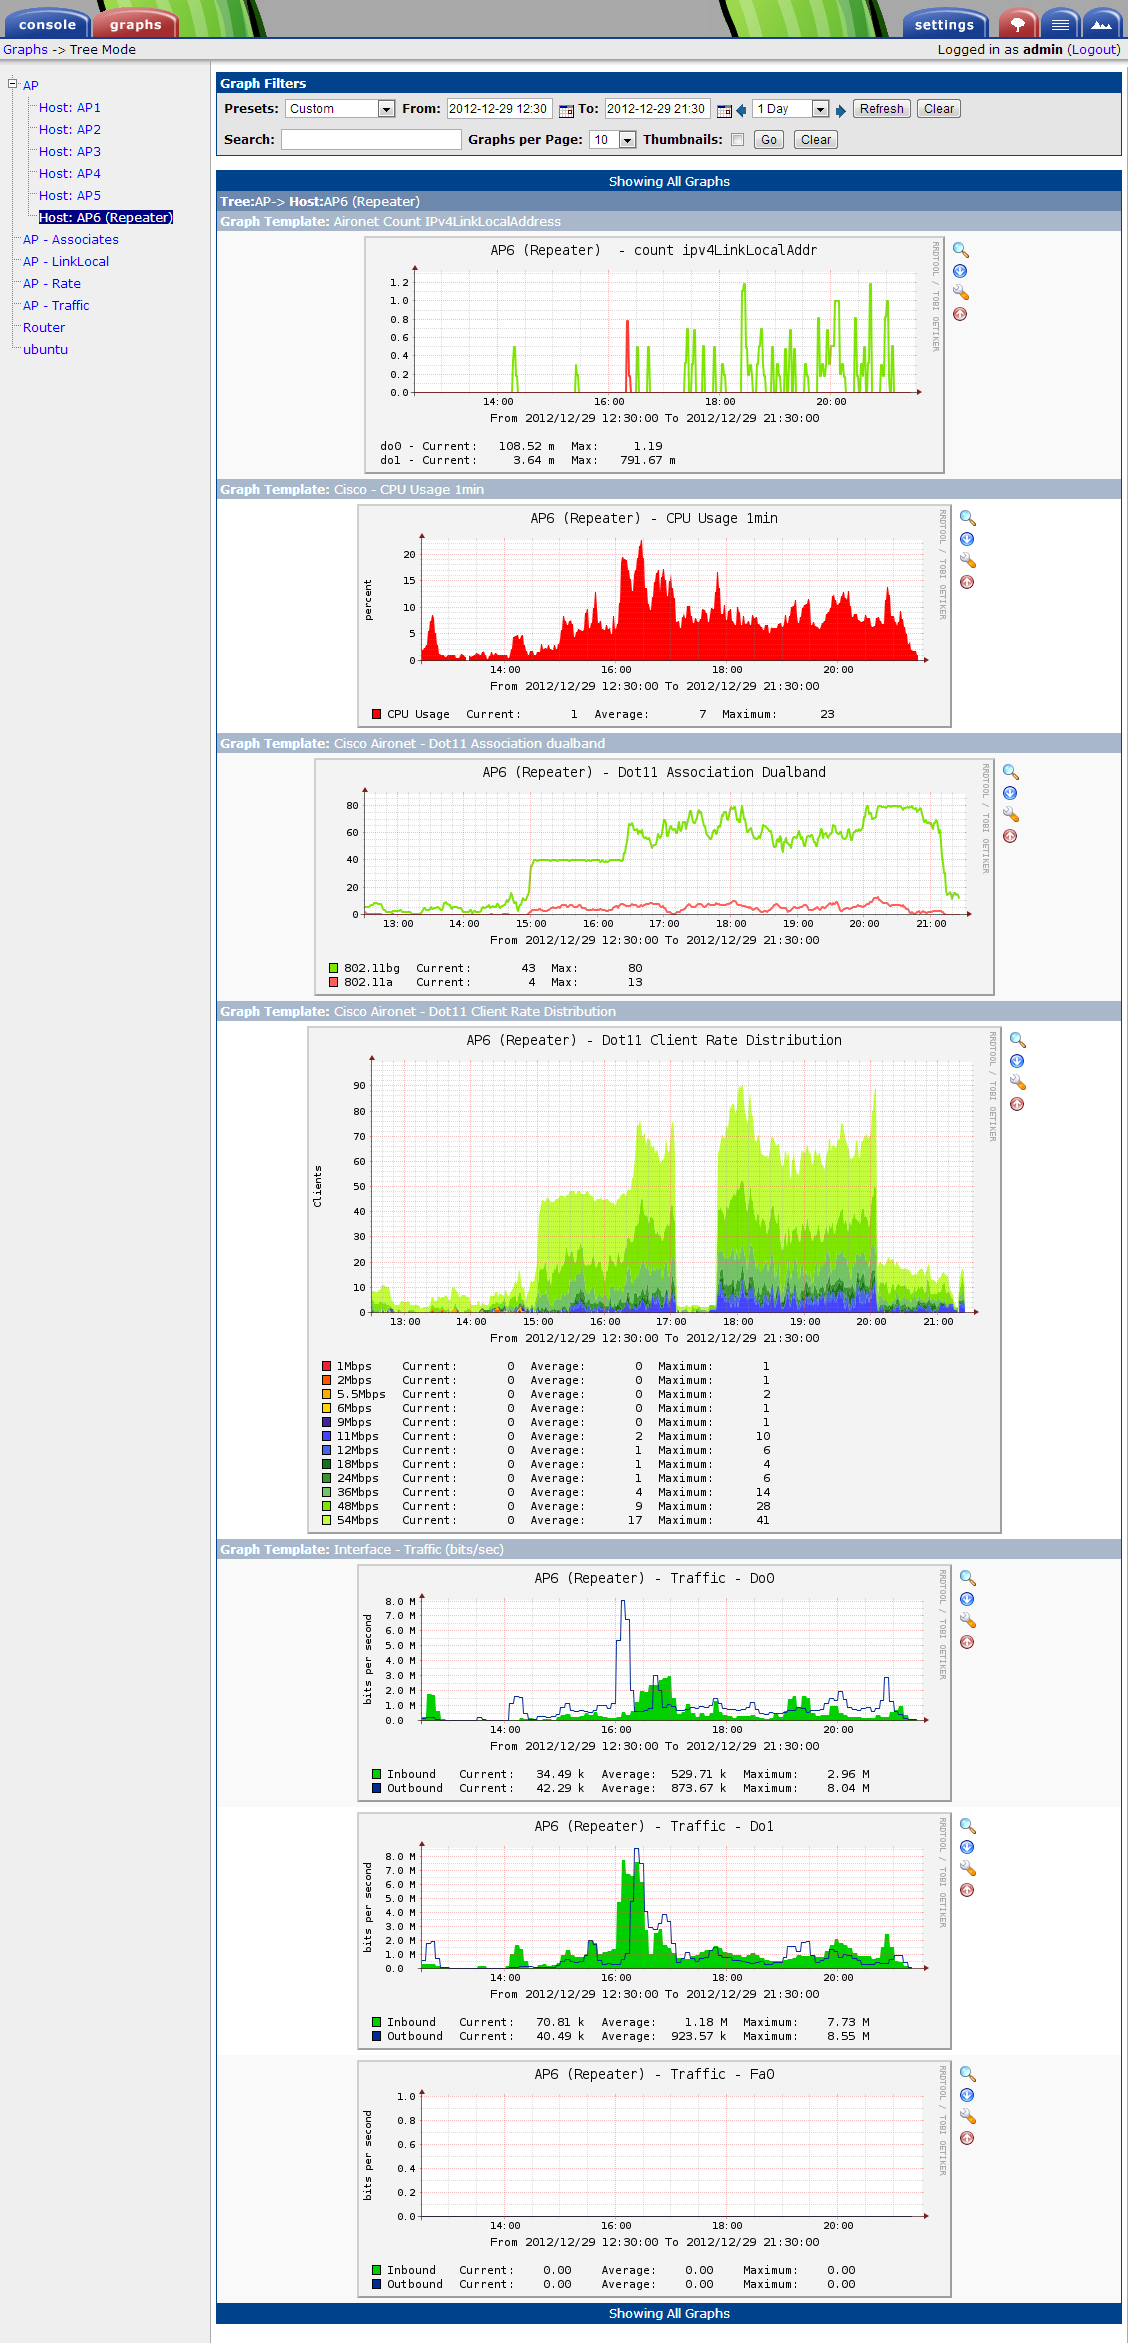 console graphs settings
Graphs -> Tree Mode Logged in as admin (Logout)
AP
Host: AP1
Host: AP2
Host: AP3
Host: AP4
Host: AP5
Host: AP6 (Repeater)
AP - Associates
AP - LinkLocal
AP - Rate
AP - Traffic
Router
ubuntu
Graph Filters
Presets: Custom From: 2012-12-29 12:30 To: 2012-12-29 21:30 1 Day Refresh Clear
Search: Graphs per Page: 10 Thumbnails: Go Clear
Showing All Graphs
Tree:AP-> Host:AP6 (Repeater)
Graph Template: Aironet Count IPv4LinkLocalAddress
AP6 (Repeater) - count ipv4LinkLocalAddr
RRDTOOL / TOBI OETIKER
1.2
1.0
0.8
0.6
0.4
0.2
0.0
14:00 16:00 18:00 20:00
From 2012/12/29 12:30:00 To 2012/12/29 21:30:00
do0 - Current: 108.52 m Max: 1.19
do1 - Current: 3.64 m Max: 791.67 m
Graph Template: Cisco - CPU Usage 1min
AP6 (Repeater) - CPU Usage 1min
RRDTOOL / TOBI OETIKER
percent
20
15
10
5
0
14:00 16:00 18:00 20:00
From 2012/12/29 12:30:00 To 2012/12/29 21:30:00
CPU Usage Current: 1 Average: 7 Maximum: 23
Graph Template: Cisco Aironet - Dot11 Association dualband
AP6 (Repeater) - Dot11 Association Dualband
RRDTOOL / TOBI OETIKER
80
60
40
20
0
13:00 14:00 15:00 16:00 17:00 18:00 19:00 20:00 21:00
From 2012/12/29 12:30:00 To 2012/12/29 21:30:00
802.11bg Current: 43 Max: 80
802.11a Current: 4 Max: 13
Graph Template: Cisco Aironet - Dot11 Client Rate Distribution
AP6 (Repeater) - Dot11 Client Rate Distribution
RRDTOOL / TOBI OETIKER
Clients
90
80
70
60
50
40
30
20
10
0
13:00 14:00 15:00 16:00 17:00 18:00 19:00 20:00 21:00
From 2012/12/29 12:30:00 To 2012/12/29 21:30:00
1Mbps Current: 0 Average: 0 Maximum: 1
2Mbps Current: 0 Average: 0 Maximum: 1
5.5Mbps Current: 0 Average: 0 Maximum: 2
6Mbps Current: 0 Average: 0 Maximum: 1
9Mbps Current: 0 Average: 0 Maximum: 1
11Mbps Current: 0 Average: 2 Maximum: 10
12Mbps Current: 0 Average: 1 Maximum: 6
18Mbps Current: 0 Average: 1 Maximum: 4
24Mbps Current: 0 Average: 1 Maximum: 6
36Mbps Current: 0 Average: 4 Maximum: 14
48Mbps Current: 0 Average: 9 Maximum: 28
54Mbps Current: 0 Average: 17 Maximum: 41
Graph Template: Interface - Traffic (bits/sec)
AP6 (Repeater) - Traffic - Do0
RRDTOOL / TOBI OETIKER
bits per second
8.0 M
7.0 M
6.0 M
5.0 M
4.0 M
3.0 M
2.0 M
1.0 M
0.0
14:00 16:00 18:00 20:00
From 2012/12/29 12:30:00 To 2012/12/29 21:30:00
Inbound Current: 34.49 k Average: 529.71 k Maximum: 2.96 M
Outbound Current: 42.29 k Average: 873.67 k Maximum: 8.04 M
AP6 (Repeater) - Traffic - Do1
RRDTOOL / TOBI OETIKER
bits per second
8.0 M
7.0 M
6.0 M
5.0 M
4.0 M
3.0 M
2.0 M
1.0 M
0.0
14:00 16:00 18:00 20:00
From 2012/12/29 12:30:00 To 2012/12/29 21:30:00
Inbound Current: 70.81 k Average: 1.18 M Maximum: 7.73 M
Outbound Current: 40.49 k Average: 923.57 k Maximum: 8.55 M
AP6 (Repeater) - Traffic - Fa0
RRDTOOL / TOBI OETIKER
bits per second
1.0
0.8
0.6
0.4
0.2
0.0
14:00 16:00 18:00 20:00
From 2012/12/29 12:30:00 To 2012/12/29 21:30:00
Inbound Current: 0.00 Average: 0.00 Maximum: 0.00
Outbound Current: 0.00 Average: 0.00 Maximum: 0.00
Showing All Graphs